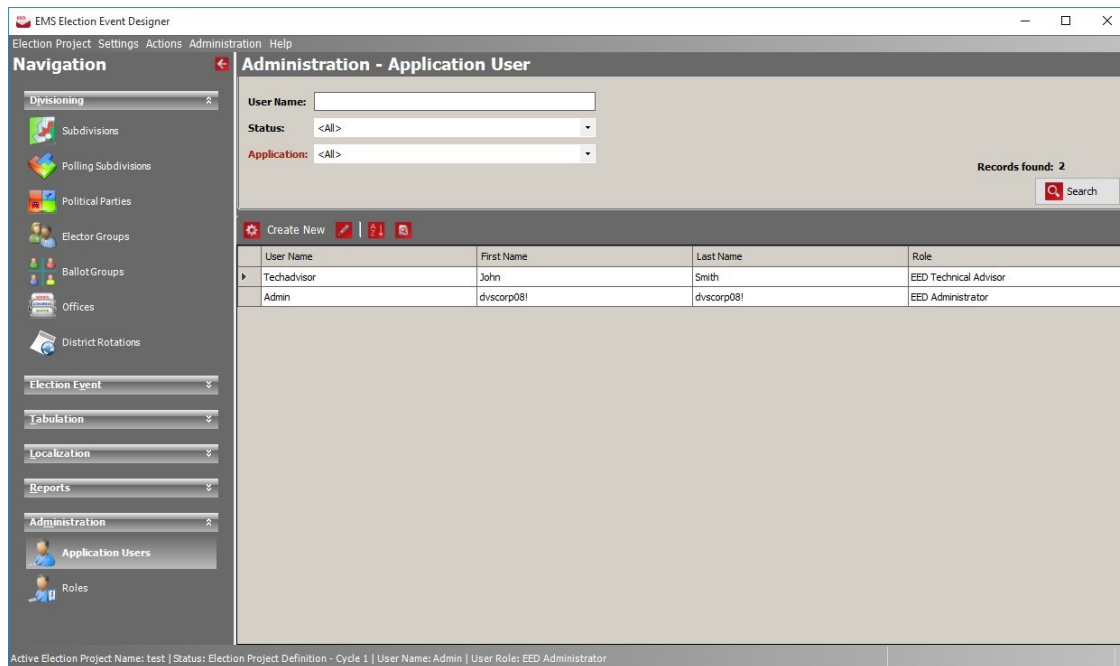 EMS Election Event Designer
Election Project Settings Actions Administration Help
Navigation
Divisioning
Subdivisions
Polling Subdivisions
Political Parties
Elector Groups
Ballot Groups
Offices
District Rotations
Election Event
Tabulation
Localization
Reports
Administration
Application Users
Roles
Administration - Application User
User Name:
Status: <All>
Application: <All>
Records found: 2
Search
Create New
User Name First Name Last Name Role
Techadvisor John Smith EED Technical Advisor
Admin dvscorp08! dvscorp08! EED Administrator
Active Election Project Name: test | Status: Election Project Definition - Cycle 1 | User Name: Admin | User Role: EED Administrator